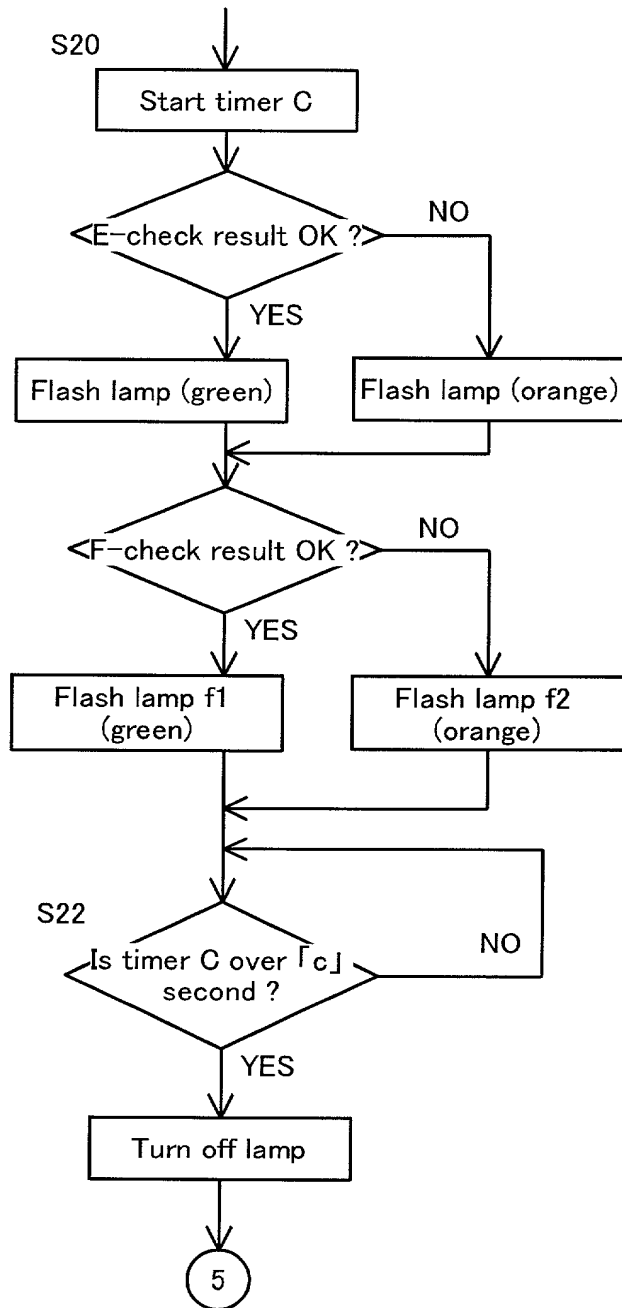 S20
Start timer C
E-check result OK ?
NO
YES
Flash lamp (green)
Flash lamp (orange)
F-check result OK ?
NO
YES
Flash lamp f1
(green)
Flash lamp f2
(orange)
S22
Is timer C over「c」
second ?
NO
YES
Turn off lamp
5